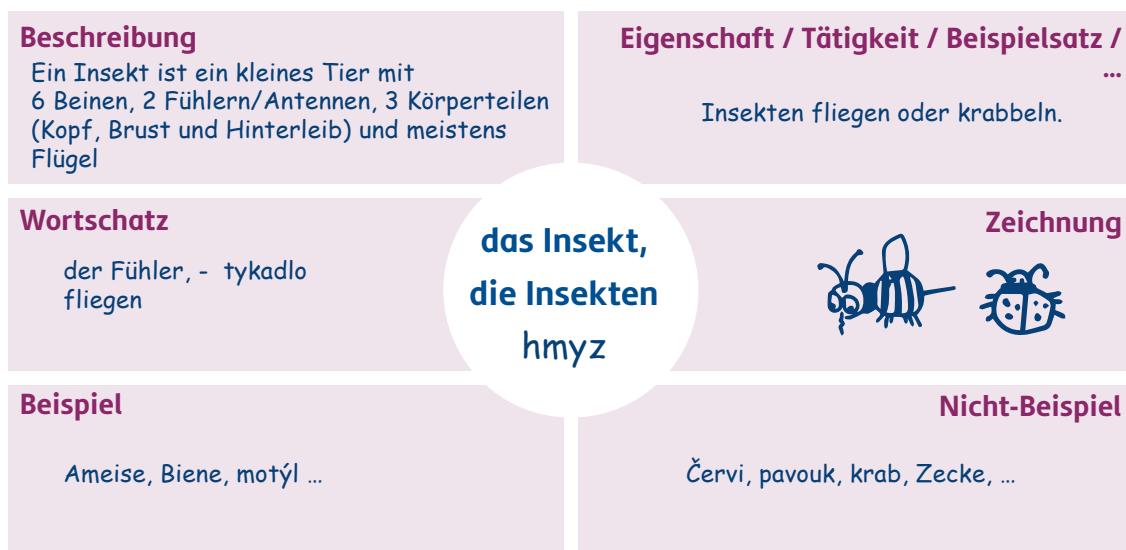 Beschreibung
Ein Insekt ist ein kleines Tier mit
6 Beinen, 2 Fühlern/Antennen, 3 Körperteilen
(Kopf, Brust und Hinterleib) und meistens
Flügel
Eigenschaft / Tätigkeit / Beispielsatz /
...
Insekten fliegen oder krabbeln.
Wortschatz
der Fühler, - tykadlo
fliegen
das Insekt,
die Insekten
hmyz
Zeichnung
Beispiel
Ameise, Biene, motýl ...
Nicht-Beispiel
Červi, pavouk, krab, Zecke, ...